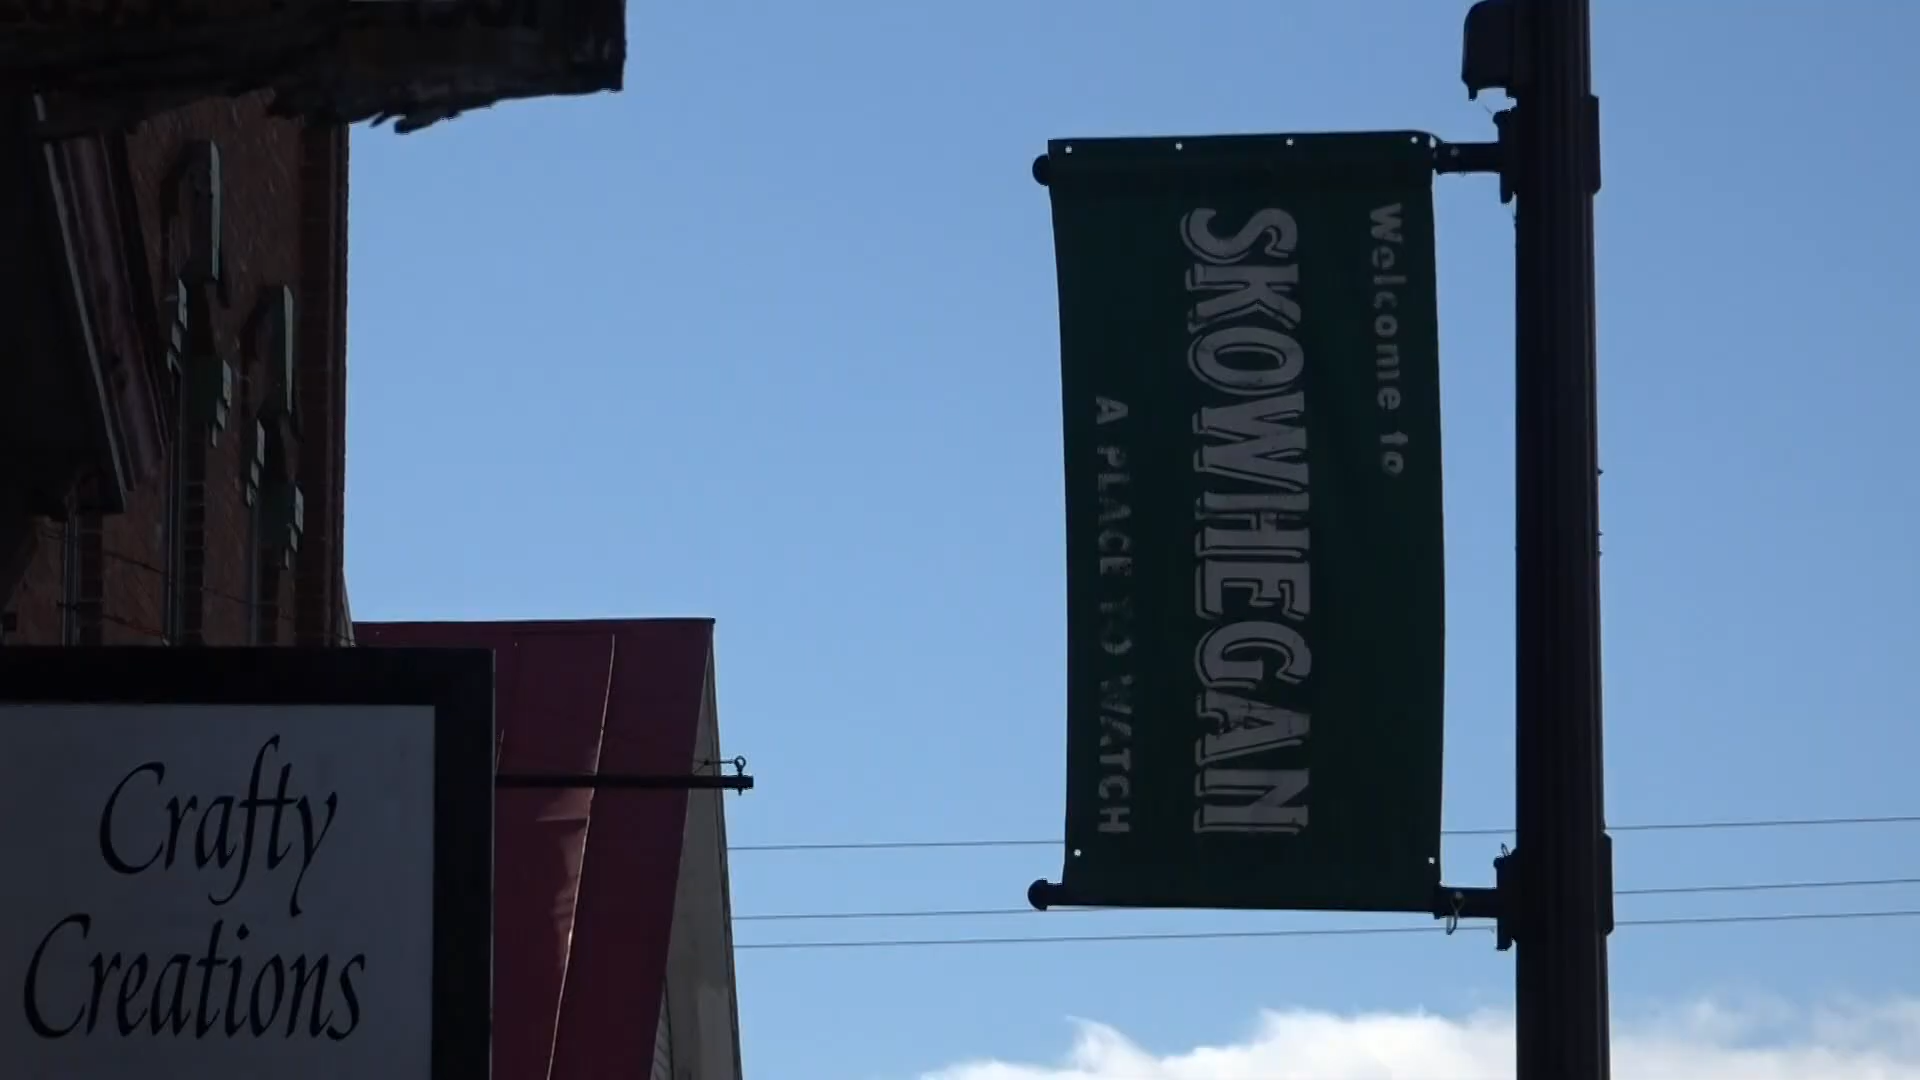 Crafty
Creations
Welcome to
SKOWHEGAN
A PLACE TO WATCH